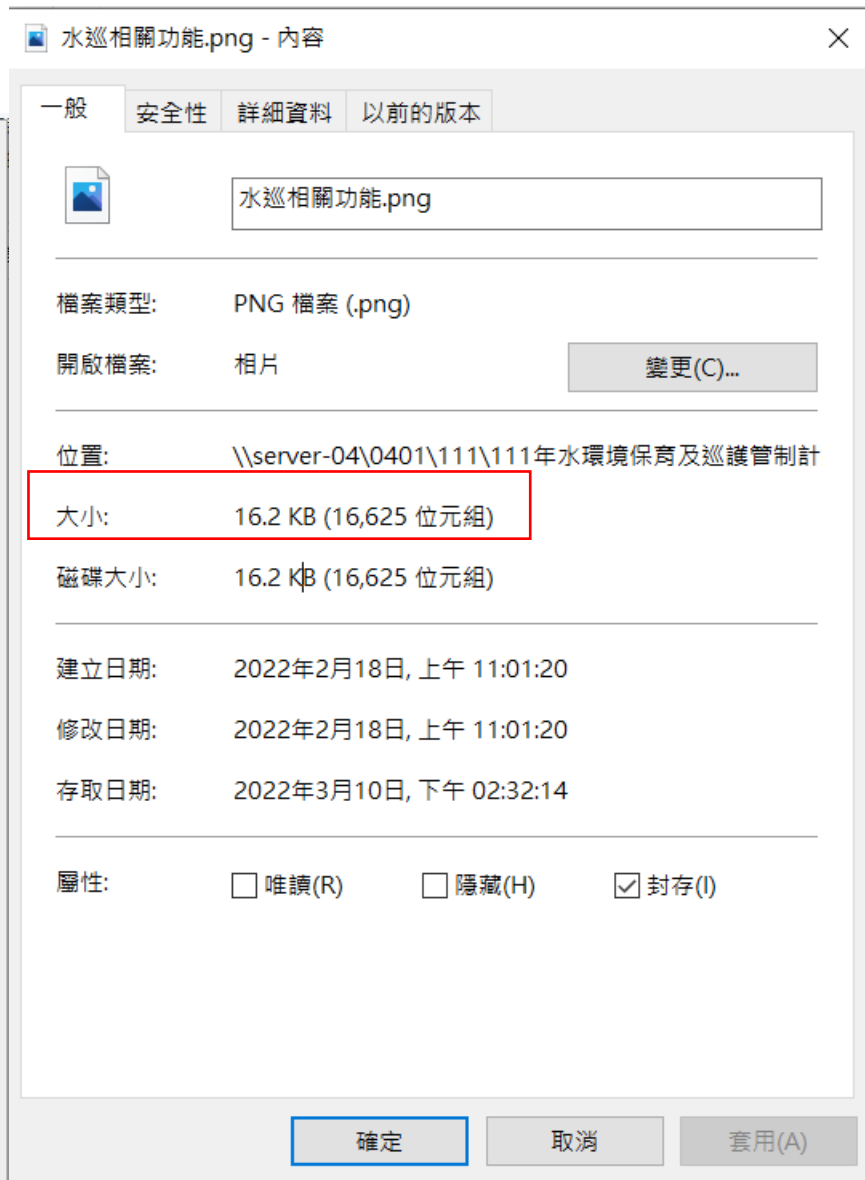 水巡相關功能.png - 內容
一般 安全性 詳細資料 以前的版本
水巡相關功能.png
檔案類型: PNG 檔案 (.png)
開啟檔案: 相片 變更(C)...
位置: \\server-04\0401\111\111年水環境保育及巡護管制計
大小: 16.2 KB (16,625 位元組)
磁碟大小: 16.2 KB (16,625 位元組)
建立日期: 2022年2月18日, 上午 11:01:20
修改日期: 2022年2月18日, 上午 11:01:20
存取日期: 2022年3月10日, 下午 02:32:14
屬性: 唯讀(R) 隱藏(H) 封存(I)
確定 取消 套用(A)